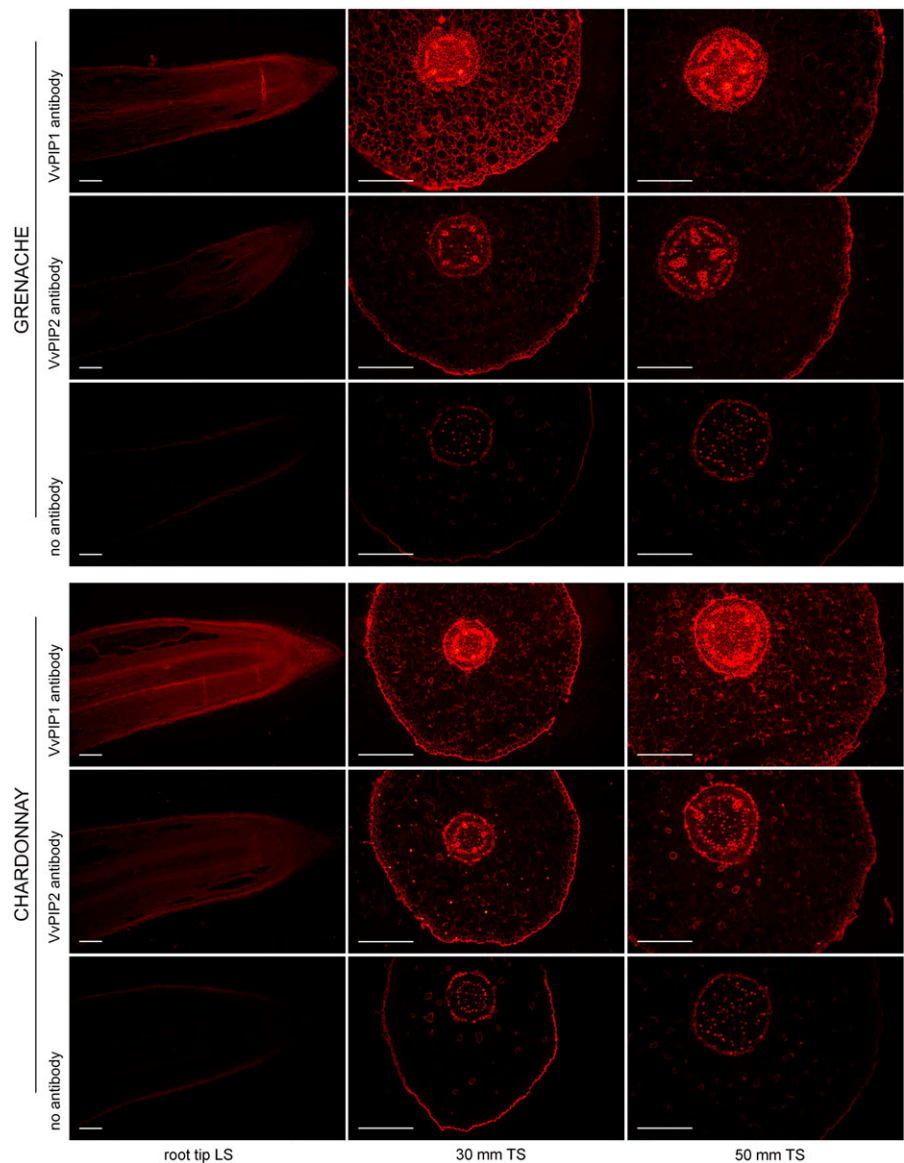 GRENACHE
VvPIP1 antibody
VvPIP2 antibody
no antibody
CHARDONNAY
VvPIP1 antibody
VvPIP2 antibody
no antibody
root tip LS
30 mm TS
50 mm TS